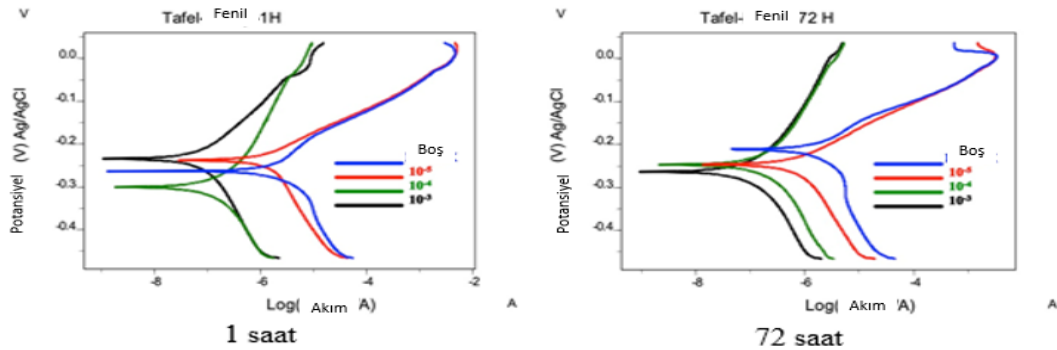 V
Tafel- Fenil 1H
0.0
-0.1
-0.2
-0.3
-0.4
Potansiyel (V) Ag/AgCl
Boş
10-5
10-4
10-3
-8 -6 -4 -2
Log( Akım /A) A
1 saat
V
Tafel- Fenil 72 H
0.0
-0.1
-0.2
-0.3
-0.4
Potansiyel (V) Ag/AgCl
Boş
10-5
10-4
10-3
-8 -6 -4
Log( Akım /A) A
72 saat